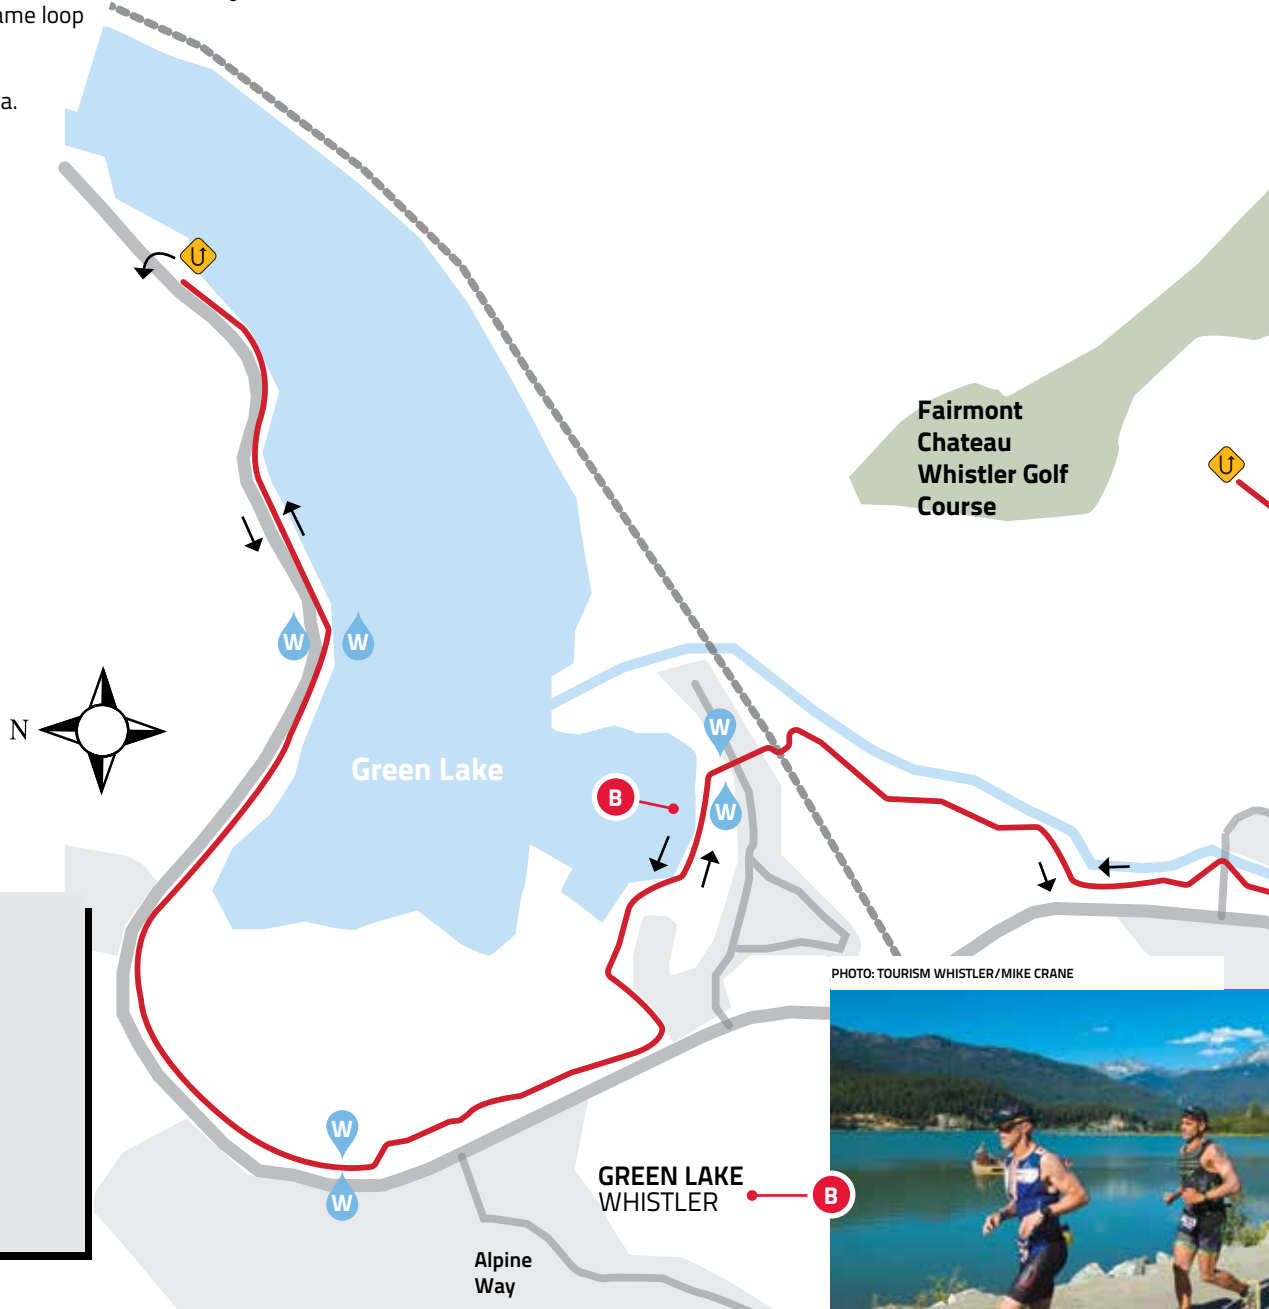 ame loop
a.
Fairmont
Chateau
Whistler Golf
Course
W
W
N
W
Green Lake
B
W
PHOTO: TOURISM WHISTLER/MIKE CRANE
W
GREEN LAKE
WHISTLER
B
W
Alpine
Way